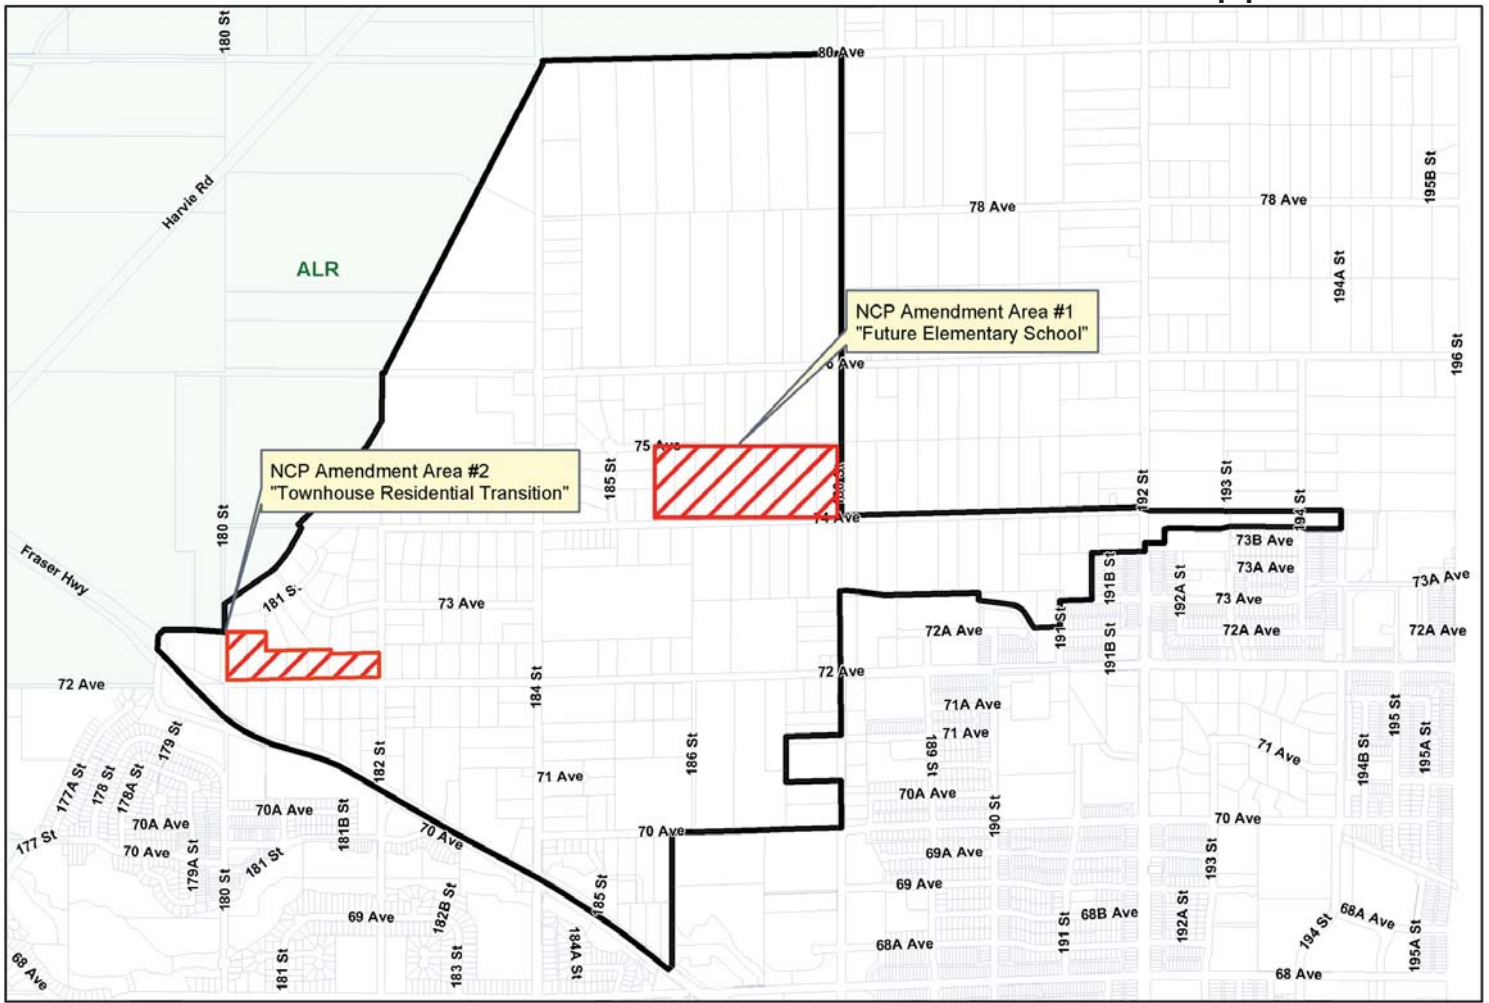 180 St
80 Ave
Harvie Rd
195B St
78 Ave
78 Ave
ALR
194A St
NCP Amendment Area #1
"Future Elementary School"
196 St
75 Ave
NCP Amendment Area #2
"Townhouse Residential Transition"
185 St
192 St
193 St
194 St
180 St
74 Ave
73B Ave
Fraser Hwy
73A Ave
73A Ave
191B St
192A St
181 St
73 Ave
73 Ave
72A Ave
191 St
191B St
72A Ave
72A Ave
72 Ave
184 St
72 Ave
71A Ave
195 St
179 St
182 St
186 St
71 Ave
189 St
71 Ave
194B St
195A St
177A St
178 St
178A St
71 Ave
70A Ave
70A Ave
181B St
70A Ave
190 St
70 Ave
177 St
70 Ave
70 Ave
70 Ave
179A St
181 St
69A Ave
193 St
180 St
185 St
69 Ave
69 Ave
182B St
68B Ave
191 St
192A St
194 St
68A Ave
195A St
68A Ave
184A St
68 Ave
181 St
183 St
68 Ave